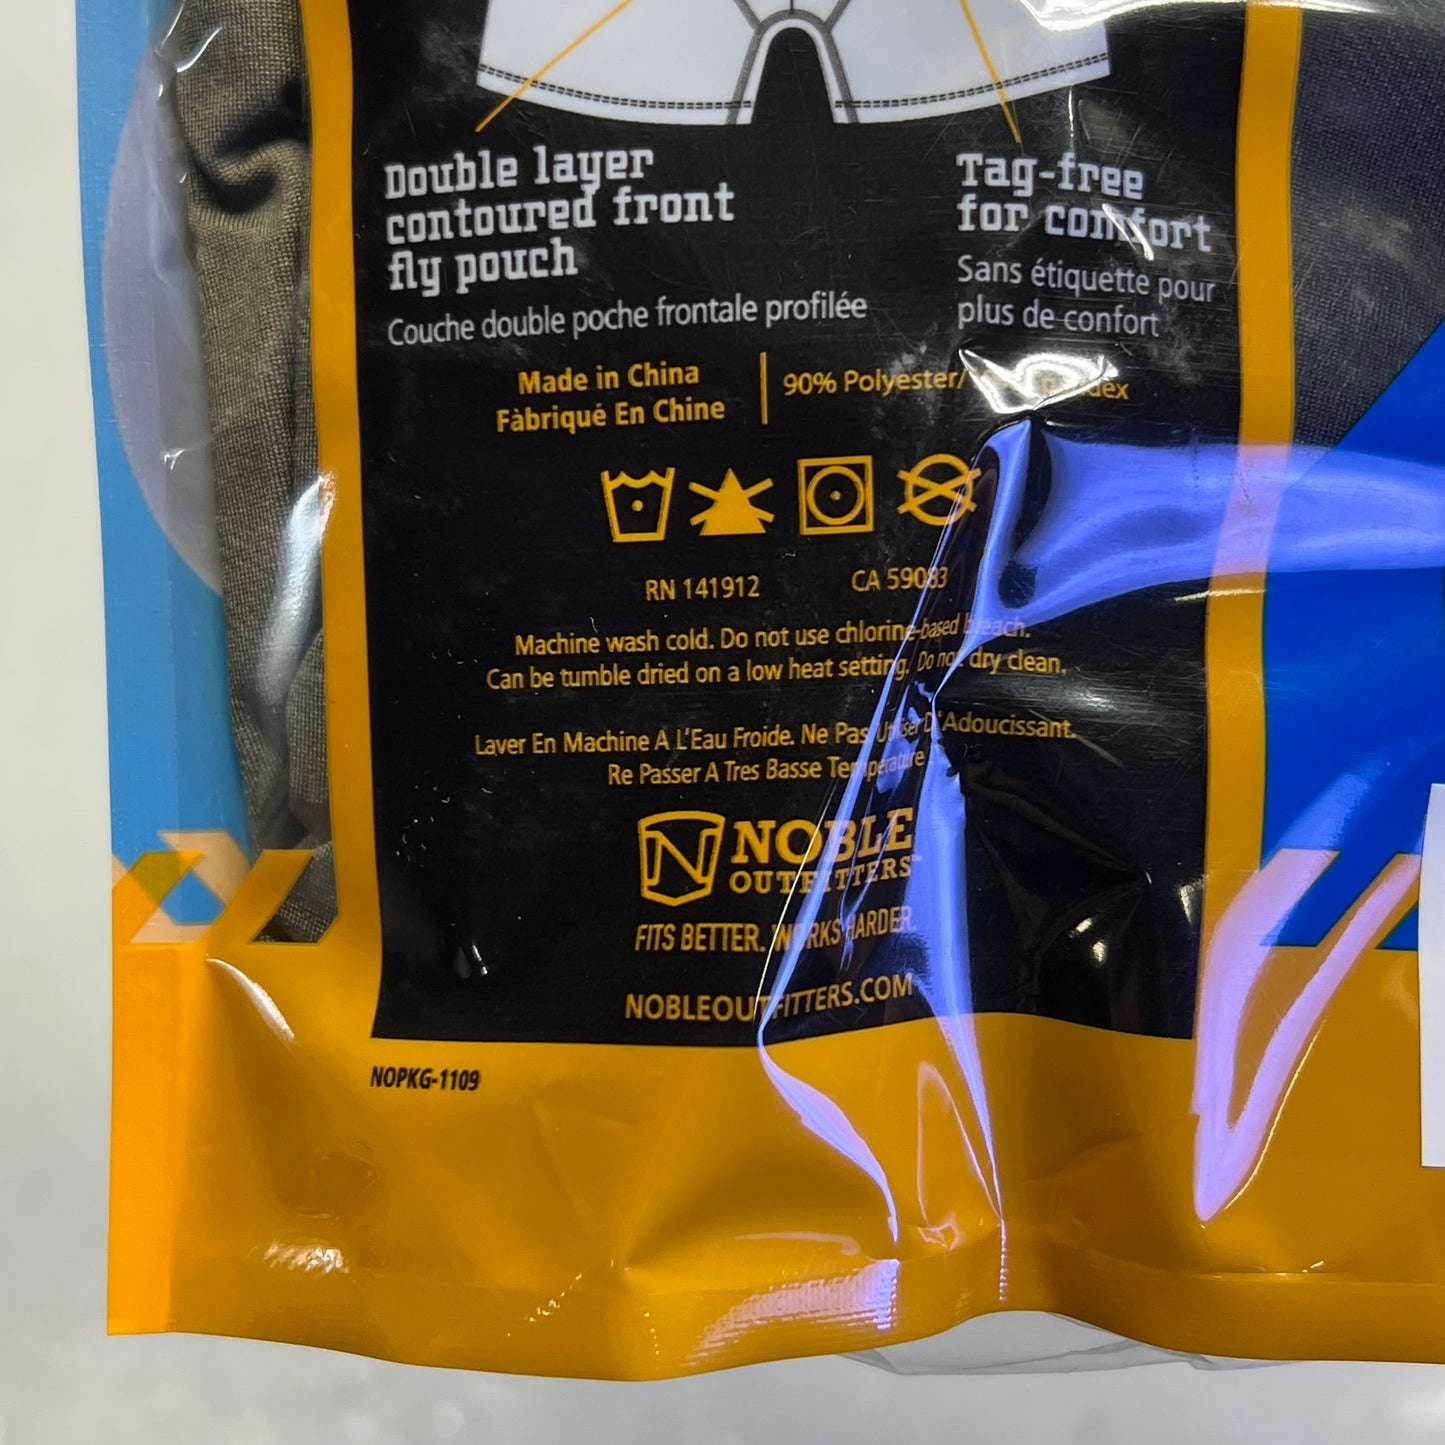 Double layer
contoured front
fly pouch
Couche double poche frontale profilée
Tag-free
for comfort
Sans étiquette pour
plus de confort
Made in China
Fàbriqué En Chine
90% Polyester/
RN 141912
CA 59083
Machine wash cold. Do not use chlorine-based bleach.
Can be tumble dried on a low heat setting. Do not dry clean.
Laver En Machine A L'Eau Froide. Ne Pas Utiliser D'Adoucissant.
Re Passer A Tres Basse Temperature
N NOBLE
OUTFITTERS™
FITS BETTER. WORKS HARDER.
NOBLEOUTFITTERS.COM
NOPKG-1109